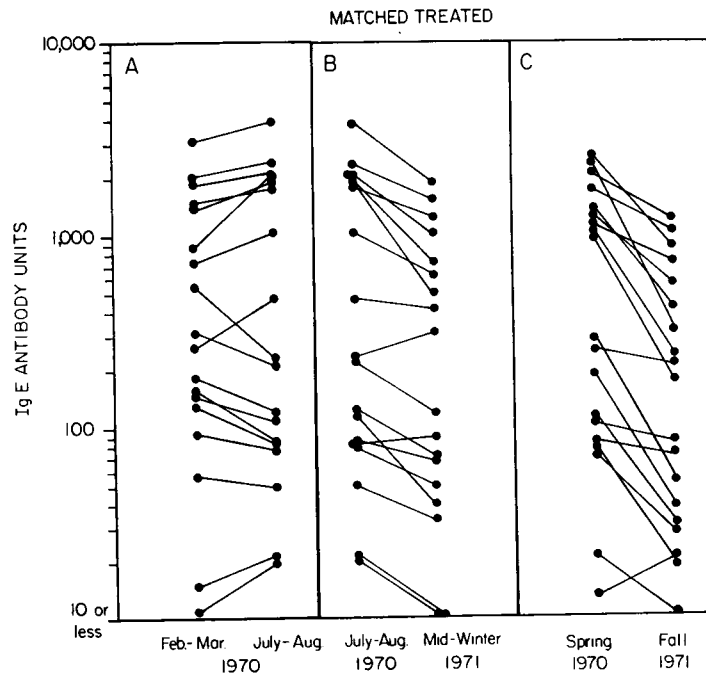 MATCHED TREATED
IgE ANTIBODY UNITS
10,000
1,000
100
10 or
less
A
B
C
Feb.-Mar. July-Aug.
1970
July-Aug. Mid-Winter
1970 1971
Spring Fall
1970 1971